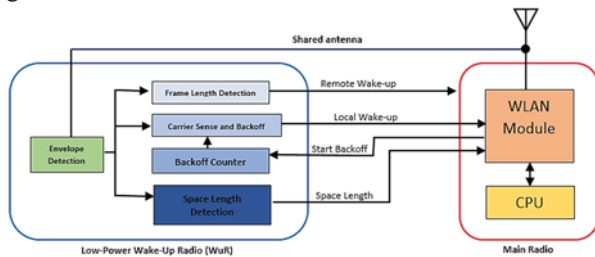 Shared antenna
Frame Length Detection
Remote Wake-up
Carrier Sense and Backoff
Local Wake-up
WLAN
Module
Envelope
Detection
Backoff Counter
Start Backoff
Space Length
Detection
Space Length
CPU
Low-Power Wake-Up Radio (WuR)
Main Radio